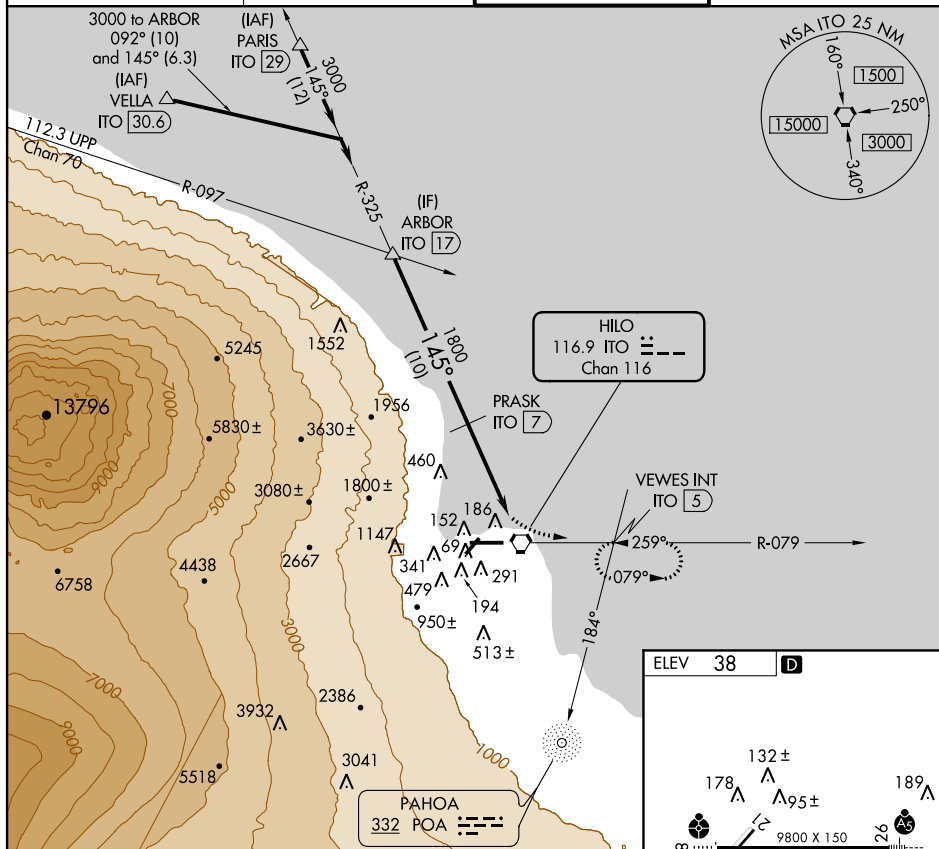 3000 to ARBOR
092° (10)
and 145° (6.3)
(IAF)
VELLA
ITO 30.6
(IAF)
PARIS
ITO 29
3000
145°
(12)
MSA ITO 25 NM
160°
1500
250°
15000
3000
340°
112.3 UPP
Chan 70
R-097
R-325
(IF)
ARBOR
ITO 17
1800
145°
(10)
HILO
116.9 ITO
Chan 116
PRASK
ITO 7
1552
5245
7000
13796
1956
5830±
3630±
9000
460
5000
3080±
1800±
VEWES INT
ITO 5
186
152
1147
69
259°
R-079
341
2667
291
079°
6758
4438
479
194
950±
184°
513±
3000
ELEV 38 D
7000
2386
3932
9000
132±
1000
5518
3041
178
95±
189
PAHOA
332 POA
21
9800 X 150
26
A5
8